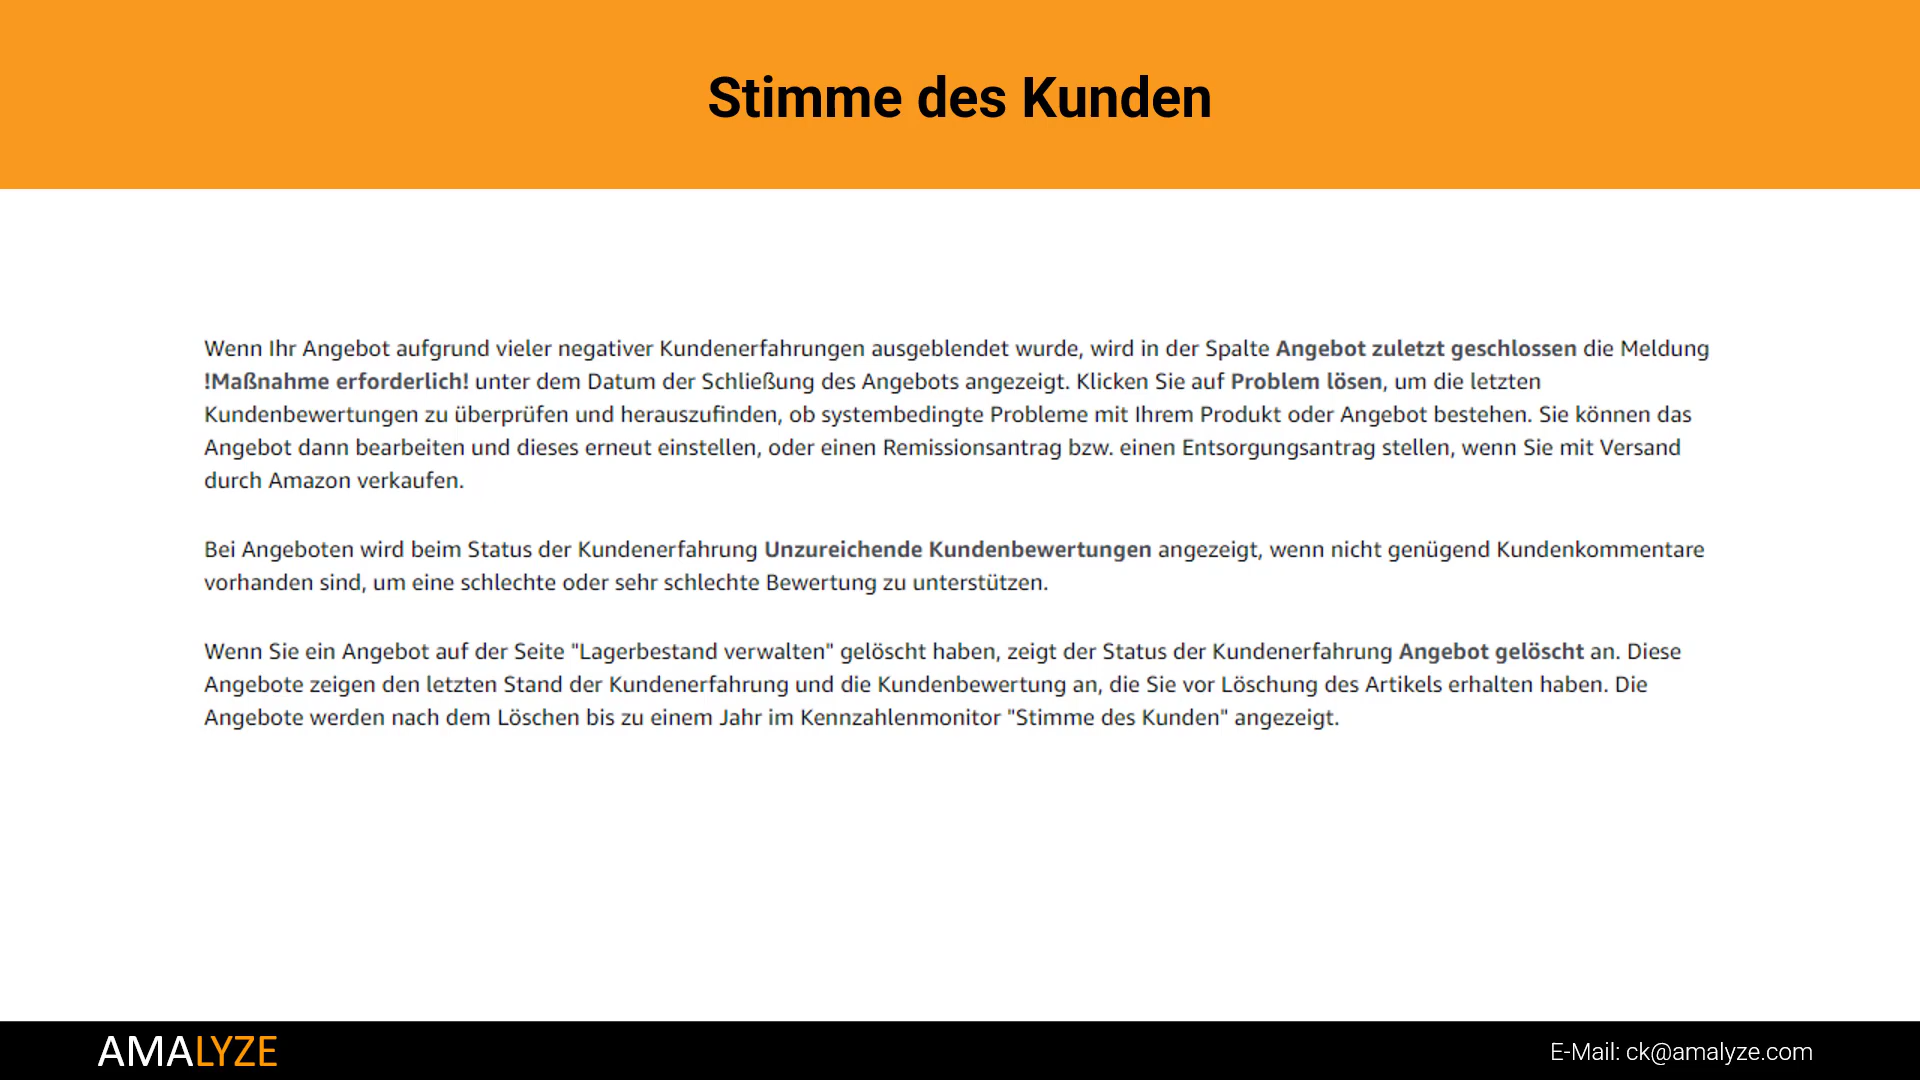 Stimme des Kunden
Wenn Ihr Angebot aufgrund vieler negativer Kundenerfahrungen ausgeblendet wurde, wird in der Spalte Angebot zuletzt geschlossen die Meldung
!Maßnahme erforderlich! unter dem Datum der Schließung des Angebots angezeigt. Klicken Sie auf Problem lösen, um die letzten
Kundenbewertungen zu überprüfen und herauszufinden, ob systembedingte Probleme mit Ihrem Produkt oder Angebot bestehen. Sie können das
Angebot dann bearbeiten und dieses erneut einstellen, oder einen Remissionsantrag bzw. einen Entsorgungsantrag stellen, wenn Sie mit Versand
durch Amazon verkaufen.
Bei Angeboten wird beim Status der Kundenerfahrung Unzureichende Kundenbewertungen angezeigt, wenn nicht genügend Kundenkommentare
vorhanden sind, um eine schlechte oder sehr schlechte Bewertung zu unterstützen.
Wenn Sie ein Angebot auf der Seite "Lagerbestand verwalten" gelöscht haben, zeigt der Status der Kundenerfahrung Angebot gelöscht an. Diese
Angebote zeigen den letzten Stand der Kundenerfahrung und die Kundenbewertung an, die Sie vor Löschung des Artikels erhalten haben. Die
Angebote werden nach dem Löschen bis zu einem Jahr im Kennzahlenmonitor "Stimme des Kunden" angezeigt.
AMALYZE
E-Mail: ck@amalyze.com